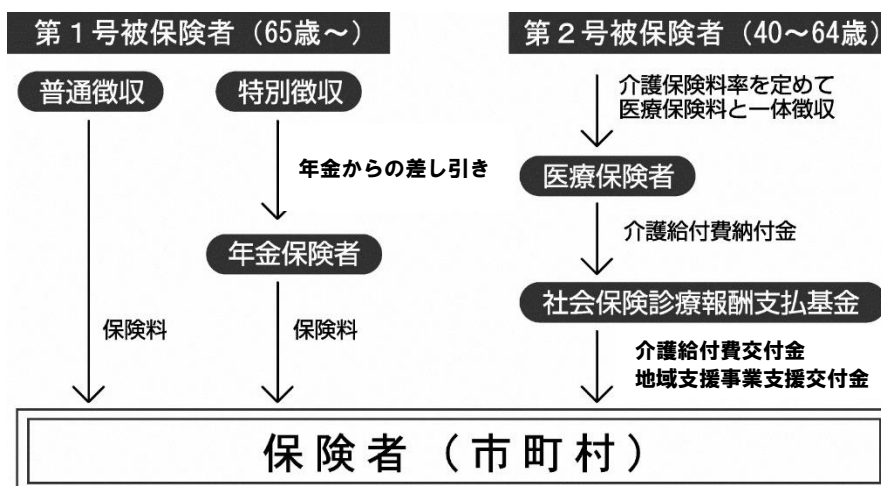 第１号被保険者（65歳～）
普通徴収
特別徴収
年金からの差し引き
年金保険者
保険料
保険料
第２号被保険者（40～64歳）
介護保険料率を定めて
医療保険料と一体徴収
医療保険者
介護給付費納付金
社会保険診療報酬支払基金
介護給付費交付金
地域支援事業支援交付金
保険者（市町村）